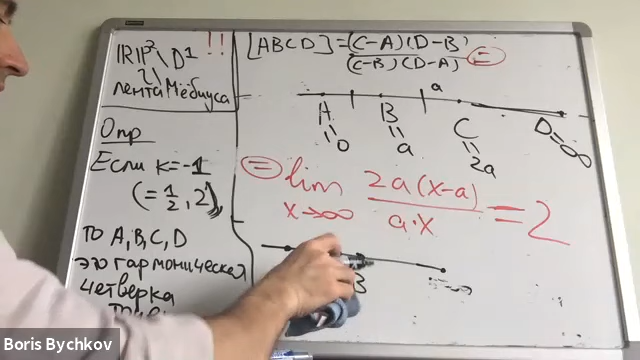 ℝP²\D¹ !!
≀
лента Мёбиуса
Опр
Если k=-1
(=1/2, 2),
то A,B,C,D
это гармоническая
четверка
[ABCD]=(C-A)(D-B)/(C-B)(D-A) =
a
A B C D=∞
0 a 2a
= lim x→∞ 2a(x-a)/a·x = 2
B
Boris Bychkov